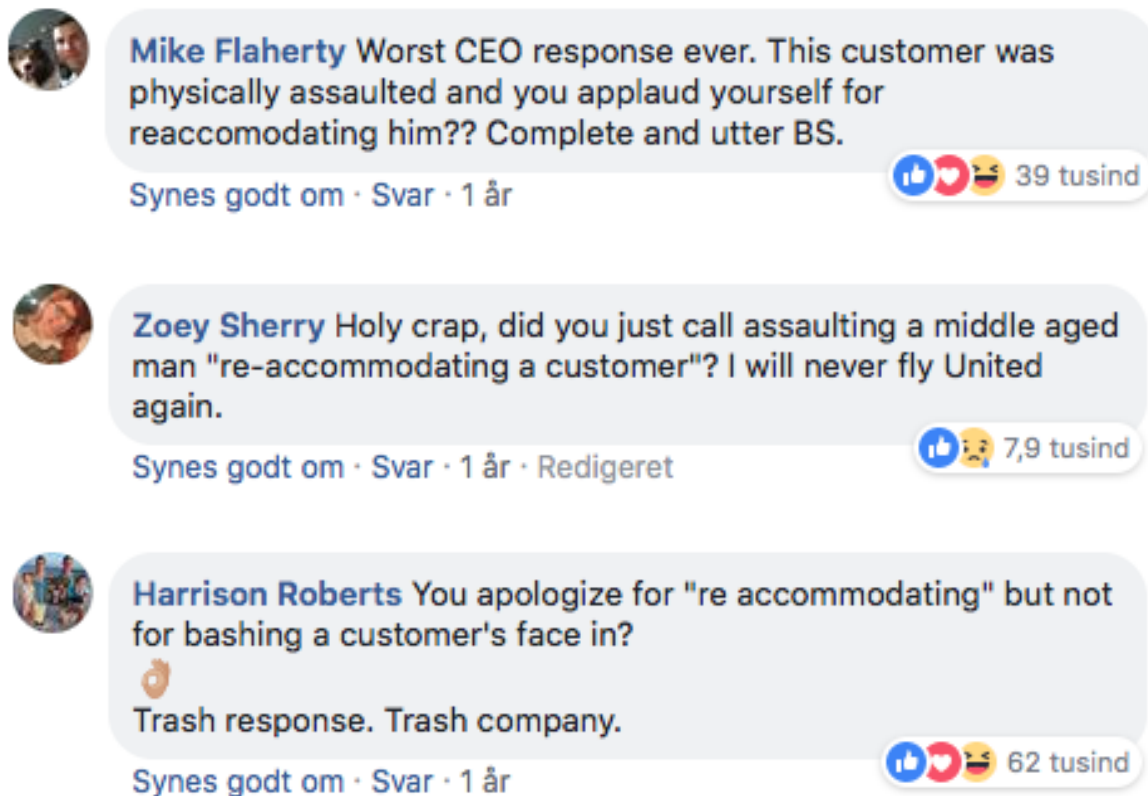 Mike Flaherty Worst CEO response ever. This customer was
physically assaulted and you applaud yourself for
reaccomodating him?? Complete and utter BS.
39 tusind
Synes godt om · Svar · 1 år
Zoey Sherry Holy crap, did you just call assaulting a middle aged
man "re-accommodating a customer"? I will never fly United
again.
7,9 tusind
Synes godt om · Svar · 1 år · Redigeret
Harrison Roberts You apologize for "re accommodating" but not
for bashing a customer's face in?
👌🏼
Trash response. Trash company.
62 tusind
Synes godt om · Svar · 1 år